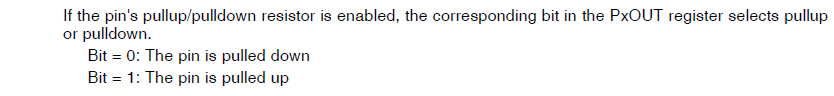 If the pin's pullup/pulldown resistor is enabled, the corresponding bit in the PxOUT register selects pullup
or pulldown.
Bit = 0: The pin is pulled down
Bit = 1: The pin is pulled up